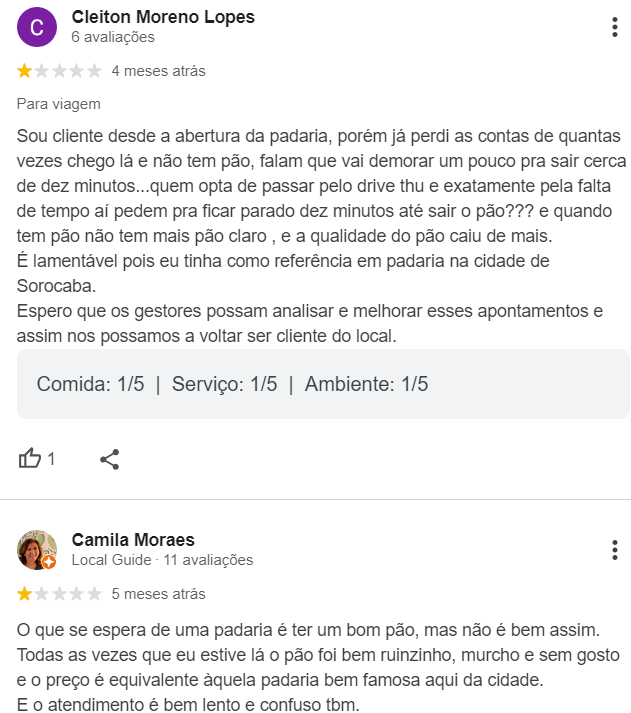 C
Cleiton Moreno Lopes
6 avaliações
4 meses atrás
Para viagem
Sou cliente desde a abertura da padaria, porém já perdi as contas de quantas
vezes chego lá e não tem pão, falam que vai demorar um pouco pra sair cerca
de dez minutos...quem opta de passar pelo drive thu e exatamente pela falta
de tempo aí pedem pra ficar parado dez minutos até sair o pão??? e quando
tem pão não tem mais pão claro , e a qualidade do pão caiu de mais.
É lamentável pois eu tinha como referência em padaria na cidade de
Sorocaba.
Espero que os gestores possam analisar e melhorar esses apontamentos e
assim nos possamos a voltar ser cliente do local.
Comida: 1/5 | Serviço: 1/5 | Ambiente: 1/5
1
Camila Moraes
Local Guide · 11 avaliações
5 meses atrás
O que se espera de uma padaria é ter um bom pão, mas não é bem assim.
Todas as vezes que eu estive lá o pão foi bem ruinzinho, murcho e sem gosto
e o preço é equivalente àquela padaria bem famosa aqui da cidade.
E o atendimento é bem lento e confuso tbm.